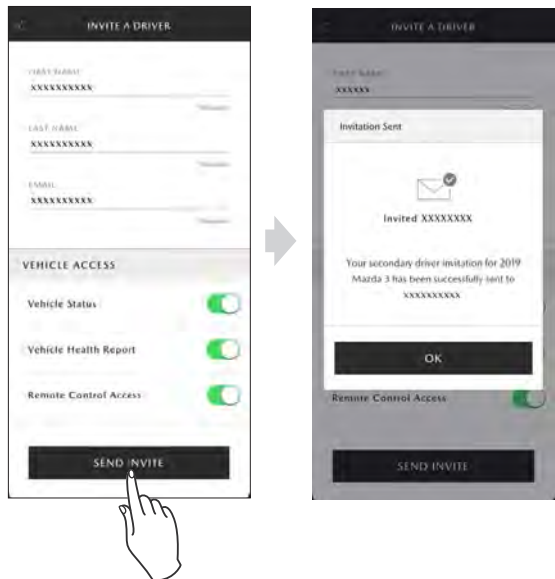 INVITE A DRIVER
FIRST NAME
XXXXXXXXXX
LAST NAME
XXXXXXXXXX
EMAIL
XXXXXXXXXX
VEHICLE ACCESS
Vehicle Status
Vehicle Health Report
Remote Control Access
SEND INVITE
INVITE A DRIVER
FIRST NAME
XXXXXX
Invitation Sent
Invited XXXXXXXX
Your secondary driver invitation for 2019
Mazda 3 has been successfully sent to
XXXXXXXXXX
OK
Remote Control Access
SEND INVITE